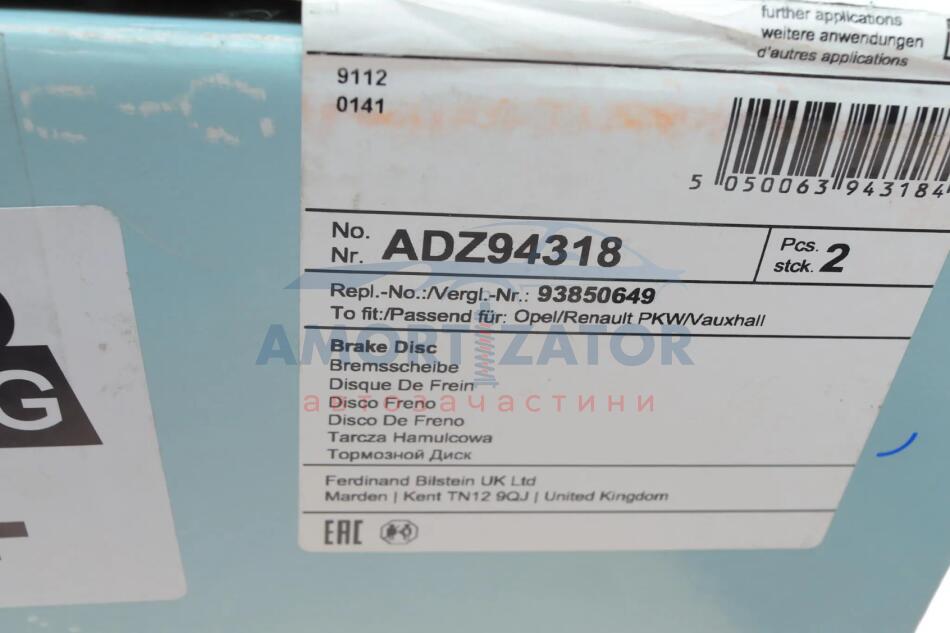 further applications
weitere anwendungen
d'autres applications
9112
0141
5 050063 943184
No.
Nr. ADZ94318
Pcs.
stck. 2
Repl.-No.:/Vergl.-Nr.: 93850649
To fit:/Passend für: Opel/Renault PKW/Vauxhall
AMORTIZATOR
Brake Disc
Bremsscheibe
Disque De Frein
Disco Freno
автозапчастини
Disco De Freno
Tarcza Hamulcowa
Тормозной Диск
Ferdinand Bilstein UK Ltd
Marden | Kent TN12 9QJ | United Kingdom
EAC
G